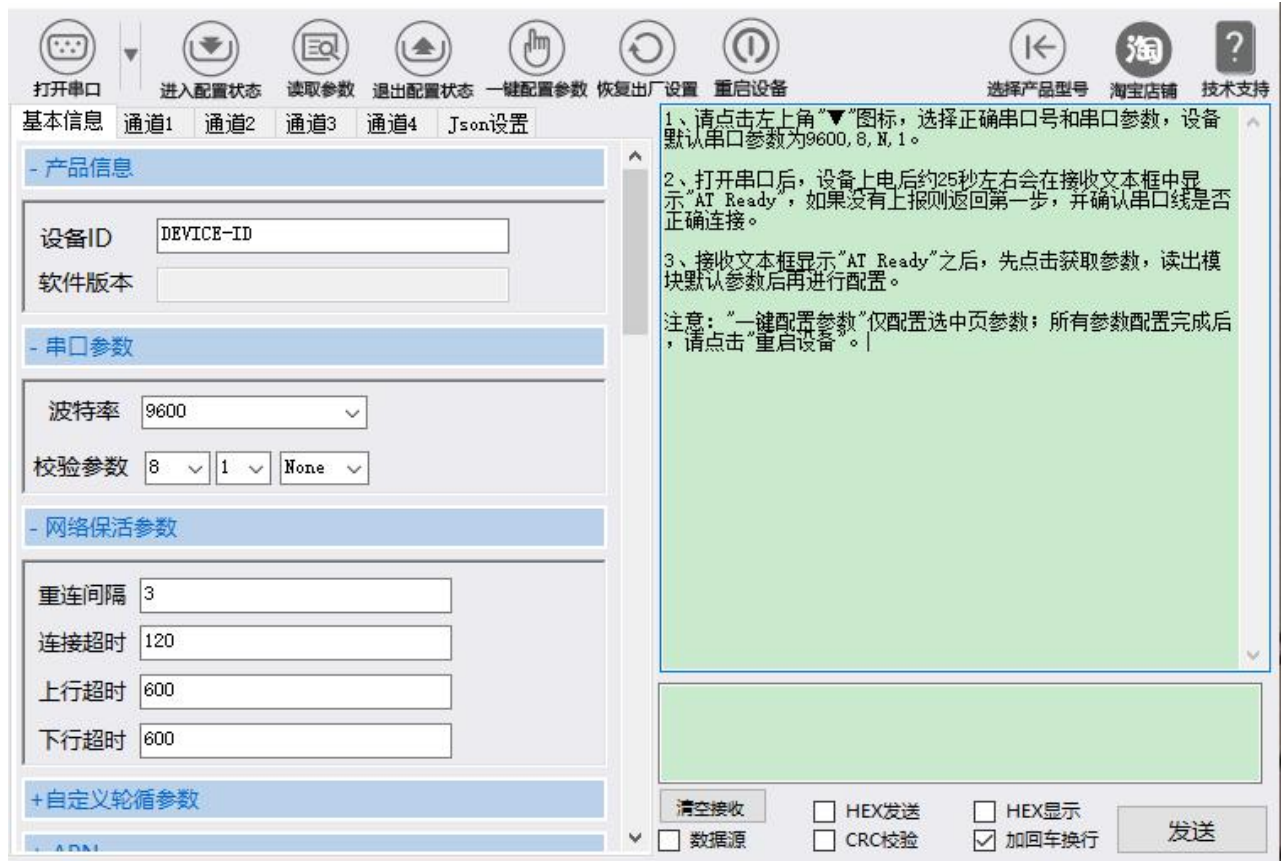 打开串口
▼
进入配置状态
读取参数
退出配置状态
一键配置参数
恢复出厂设置
重启设备
选择产品型号
淘
淘宝店铺
?
技术支持
基本信息 通道1 通道2 通道3 通道4 Json设置
- 产品信息
设备ID DEVICE-ID
软件版本
- 串口参数
波特率 9600
校验参数 8 1 None
- 网络保活参数
重连间隔 3
连接超时 120
上行超时 600
下行超时 600
+自定义轮循参数
1、请点击左上角"▼"图标，选择正确串口号和串口参数，设备
默认串口参数为9600,8,N,1。
2、打开串口后，设备上电后约25秒左右会在接收文本框中显
示"AT Ready"，如果没有上报则返回第一步，并确认串口线是否
正确连接。
3、接收文本框显示"AT Ready"之后，先点击获取参数，读出模
块默认参数后再进行配置。
注意："一键配置参数"仅配置选中页参数；所有参数配置完成后
，请点击"重启设备"。
清空接收 HEX发送 HEX显示
数据源 CRC校验 加回车换行 发送